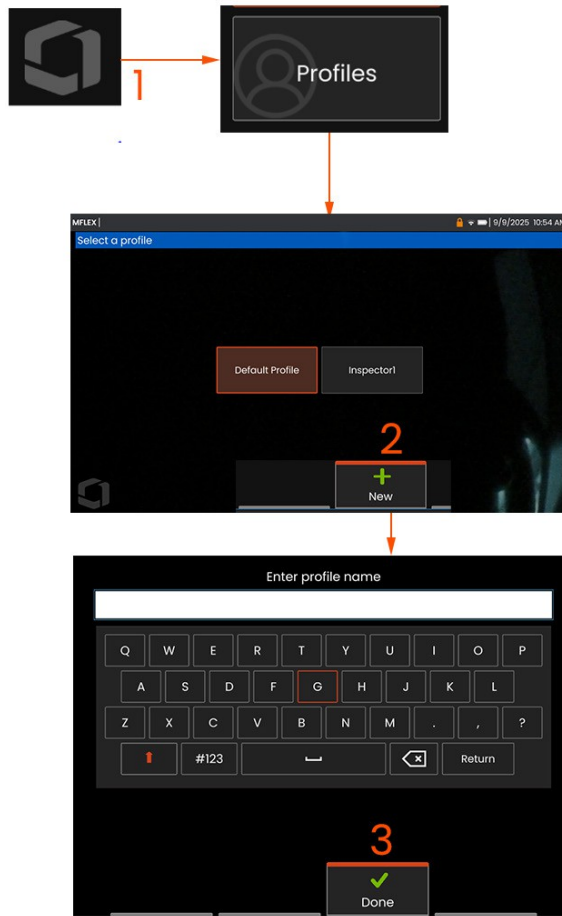 1
Profiles
MFLEX
9/9/2025 10:54 AM
Select a profile
Default Profile
Inspector1
2
New
Enter profile name
Q W E R T Y U I O P
A S D F G H J K L
Z X C V B N M . , ?
#123 Return
3
Done